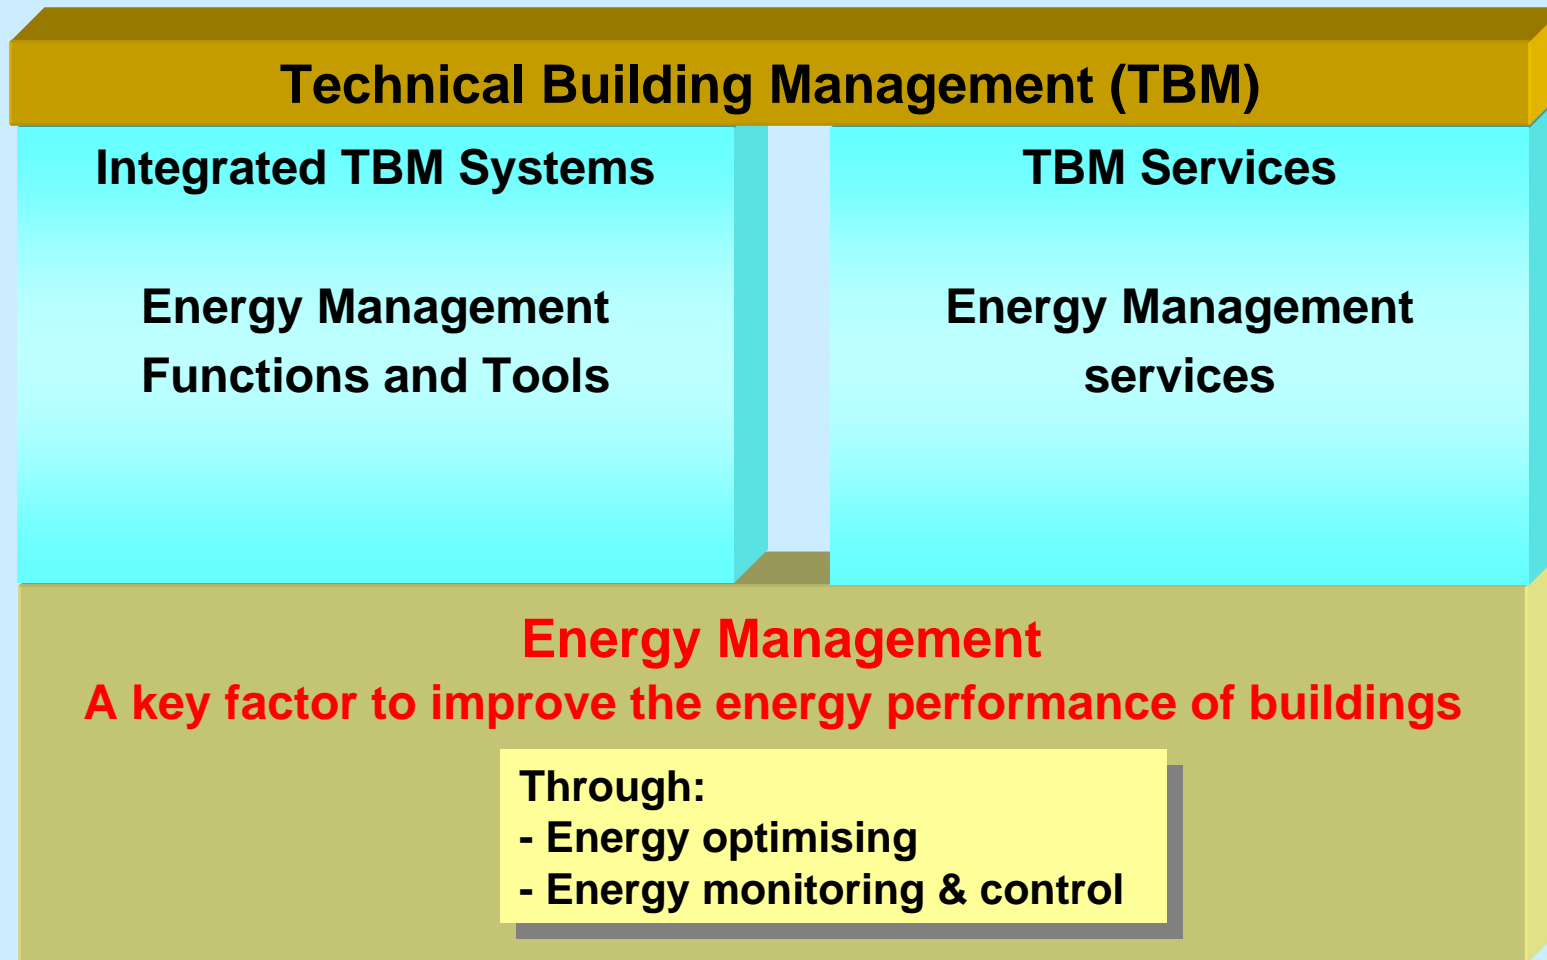 Technical Building Management (TBM)
Integrated TBM Systems
Energy Management
Functions and Tools
TBM Services
Energy Management
services
Energy Management
A key factor to improve the energy performance of buildings
Through:
- Energy optimising
- Energy monitoring & control